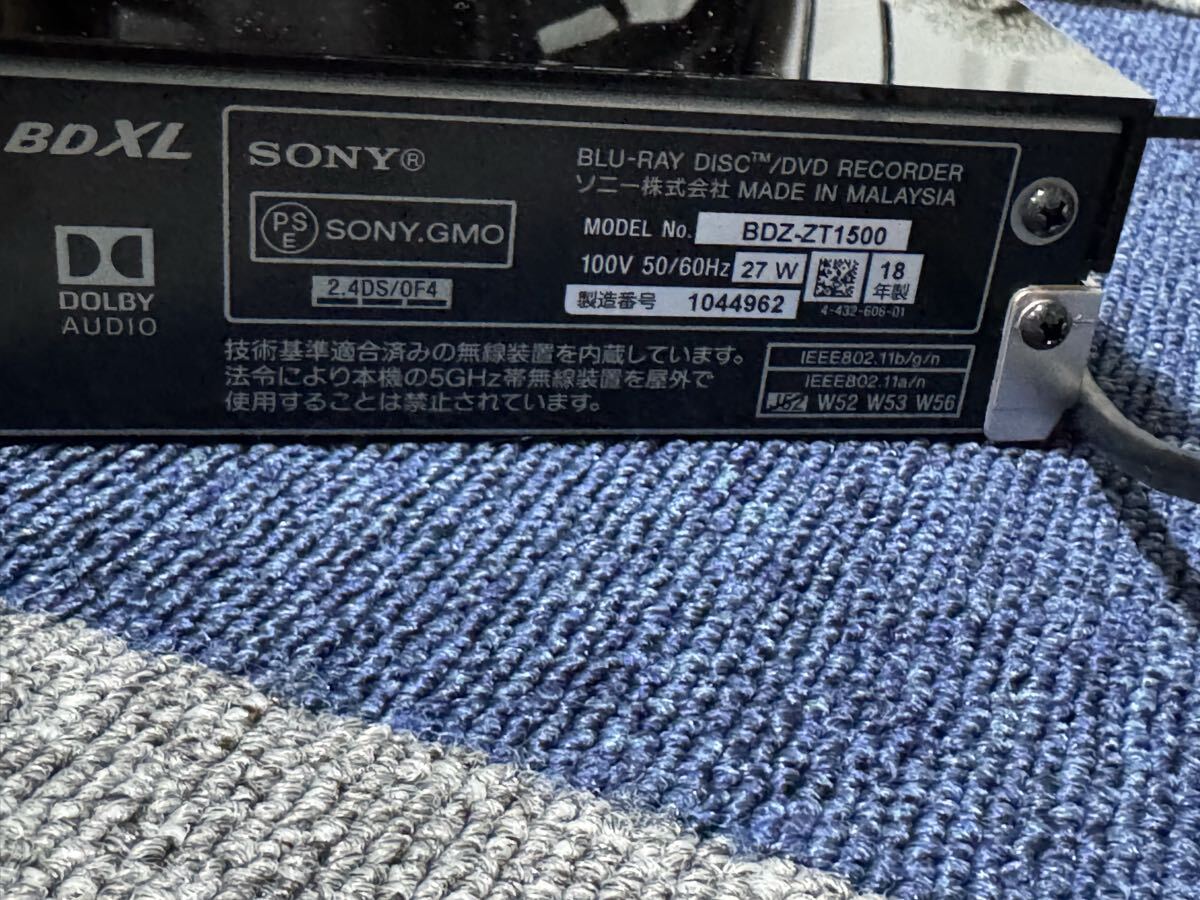 BDXL
DOLBY
AUDIO
SONY®
PS
E
SONY.GMO
2.4DS/OF4
BLU-RAY DISC™/DVD RECORDER
ソニー株式会社 MADE IN MALAYSIA
MODEL No. BDZ-ZT1500
100V 50/60Hz 27 W
18
年製
製造番号 1044962
4-432-606-01
技術基準適合済みの無線装置を内蔵しています。
法令により本機の5GHz帯無線装置を屋外で
使用することは禁止されています。
IEEE802.11b/g/n
IEEE802.11a/n
J52 W52 W53 W56